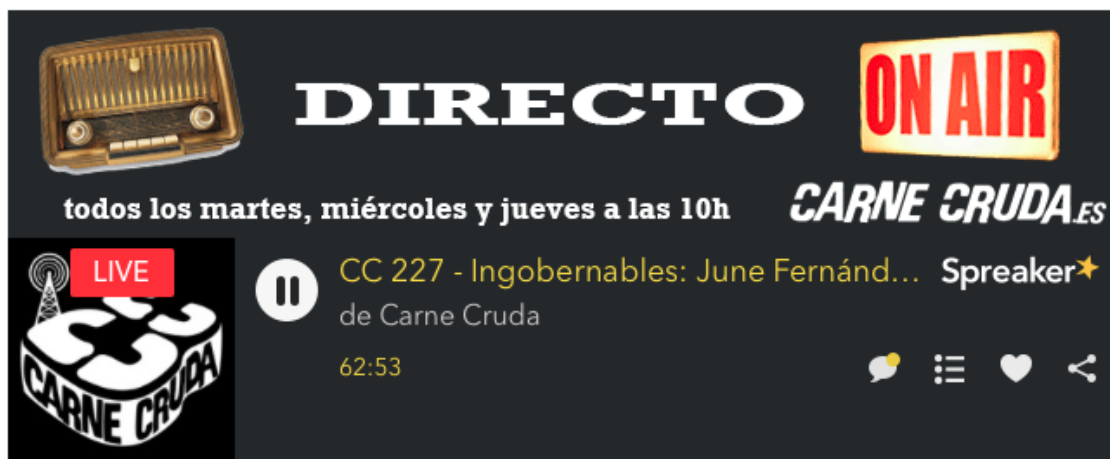 DIRECTO
ON AIR
todos los martes, miércoles y jueves a las 10h
CARNE CRUDA.ES
LIVE
CC 227 - Ingobernables: June Fernánd...
Spreaker
de Carne Cruda
62:53
CARNE CRUDA